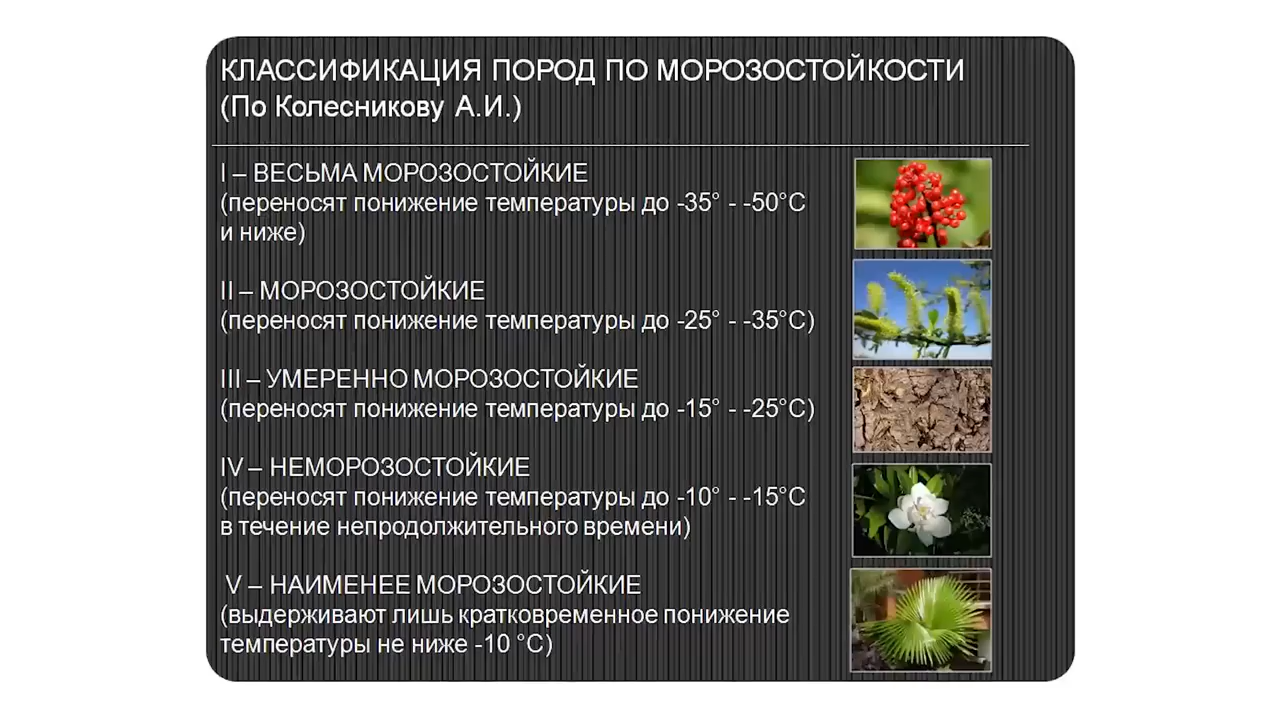 КЛАССИФИКАЦИЯ ПОРОД ПО МОРОЗОСТОЙКОСТИ
(По Колесникову А.И.)
I – ВЕСЬМА МОРОЗОСТОЙКИЕ
(переносят понижение температуры до -35° - -50°С
и ниже)
II – МОРОЗОСТОЙКИЕ
(переносят понижение температуры до -25° - -35°С)
III – УМЕРЕННО МОРОЗОСТОЙКИЕ
(переносят понижение температуры до -15° - -25°С)
IV – НЕМОРОЗОСТОЙКИЕ
(переносят понижение температуры до -10° - -15°С
в течение непродолжительного времени)
V – НАИМЕНЕЕ МОРОЗОСТОЙКИЕ
(выдерживают лишь кратковременное понижение
температуры не ниже -10 °С)